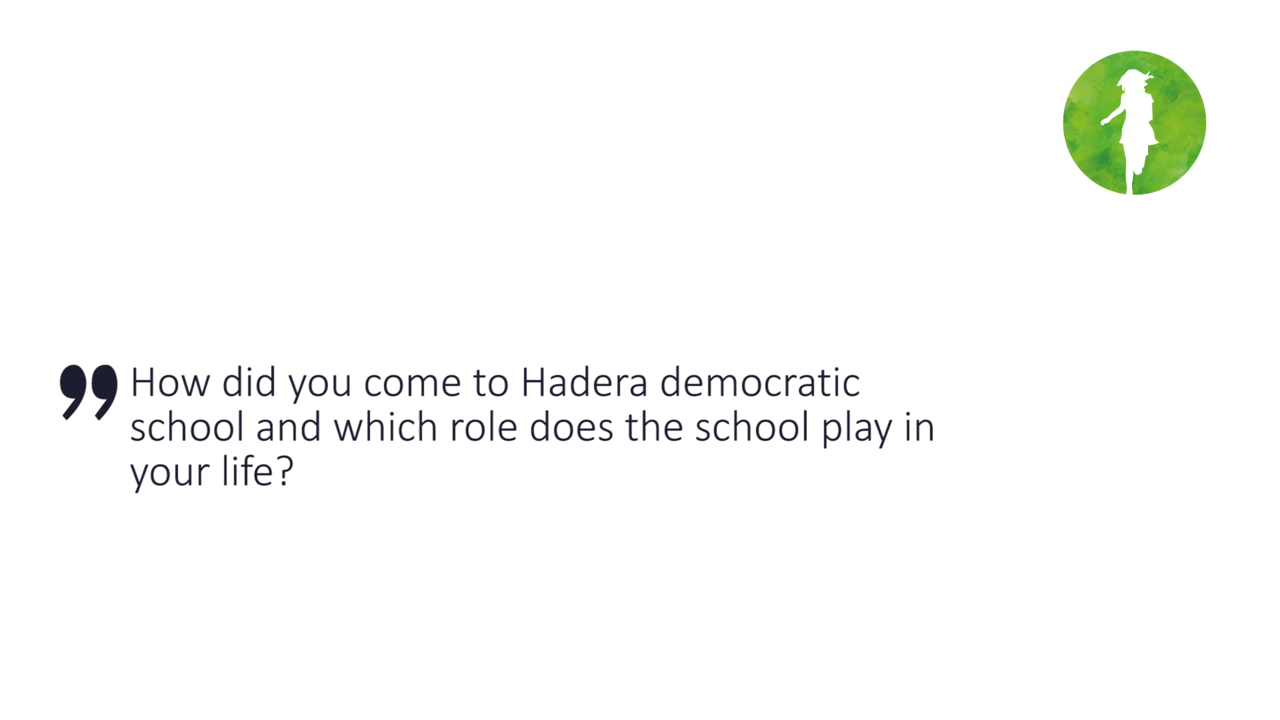 ” How did you come to Hadera democratic
school and which role does the school play in
your life?